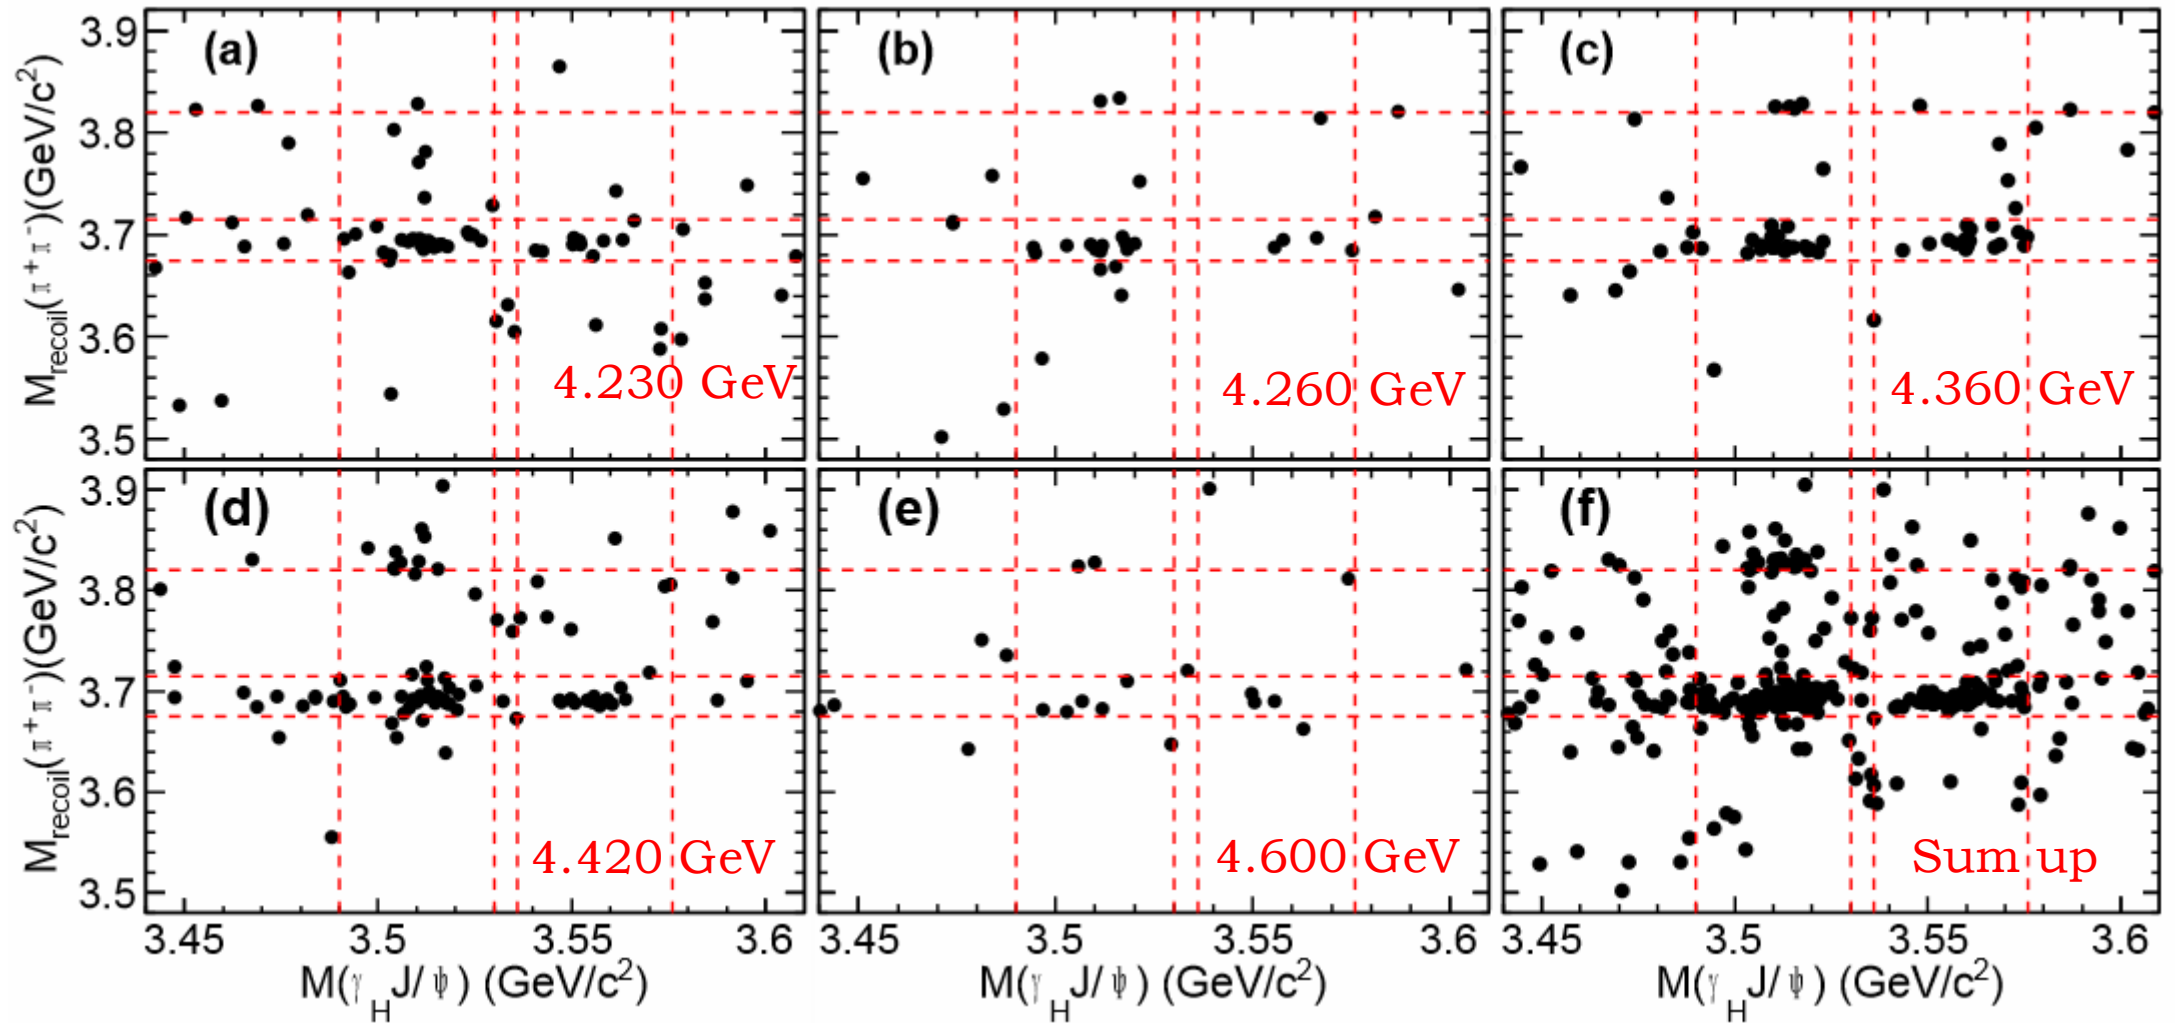 M_recoil(π⁺π⁻)(GeV/c²)
3.9
3.8
3.7
3.6
3.5
(a)
4.230 GeV
(b)
4.260 GeV
(c)
4.360 GeV
M_recoil(π⁺π⁻)(GeV/c²)
3.9
3.8
3.7
3.6
3.5
(d)
4.420 GeV
(e)
4.600 GeV
(f)
Sum up
3.45 3.5 3.55 3.6
3.45 3.5 3.55 3.6
3.45 3.5 3.55 3.6
M(γ_H J/ψ) (GeV/c²)
M(γ_H J/ψ) (GeV/c²)
M(γ_H J/ψ) (GeV/c²)